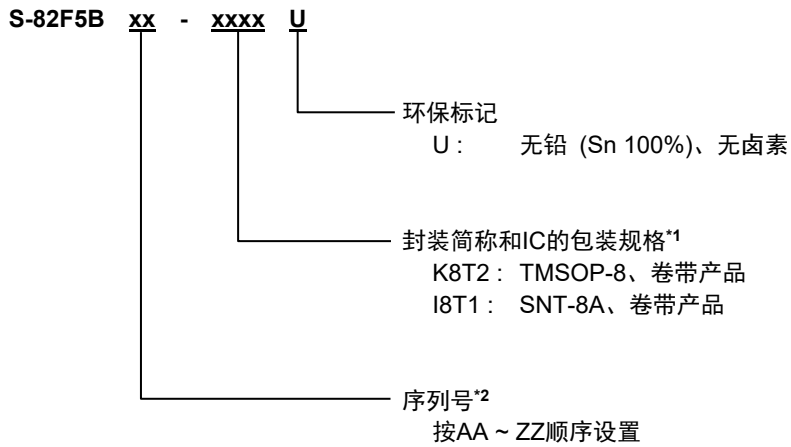 S-82F5B xx - xxxx U
环保标记
U : 无铅 (Sn 100%)、无卤素
封装简称和IC的包装规格*1
K8T2 : TMSOP-8、卷带产品
I8T1 : SNT-8A、卷带产品
序列号*2
按AA ~ ZZ顺序设置